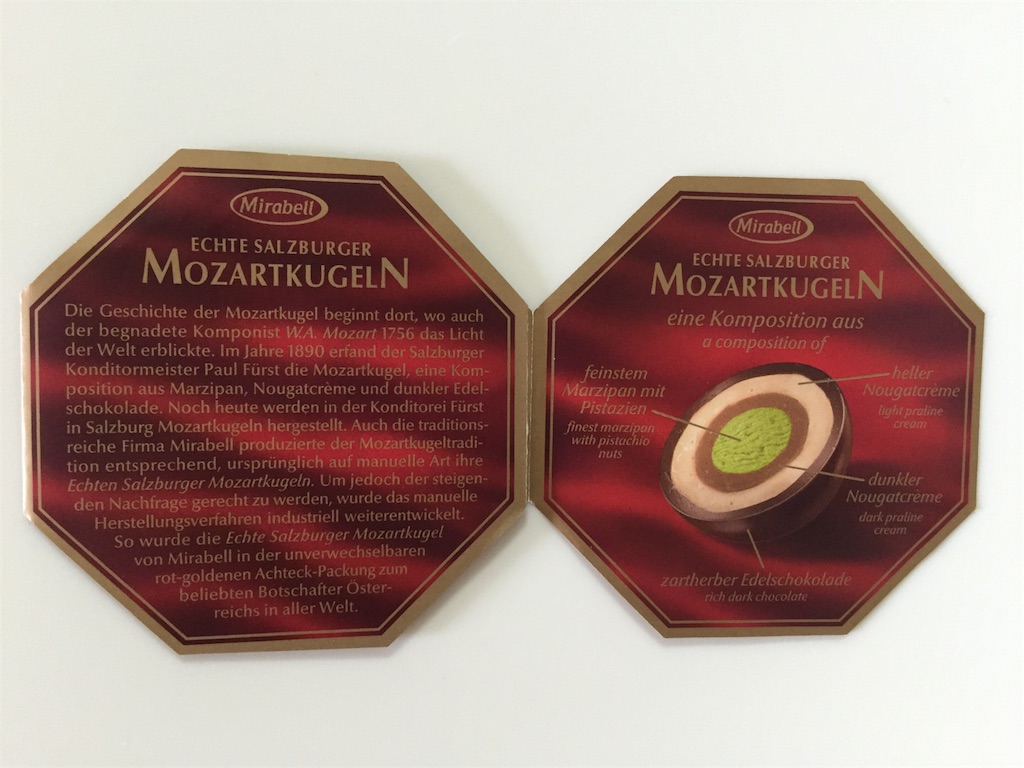 Mirabell
ECHTE SALZBURGER
MOZARTKUGELN
Die Geschichte der Mozartkugel beginnt dort, wo auch
der begnadete Komponist W.A. Mozart 1756 das Licht
der Welt erblickte. Im Jahre 1890 erfand der Salzburger
Konditormeister Paul Fürst die Mozartkugel, eine Kom-
position aus Marzipan, Nougatcrème und dunkler Edel-
schokolade. Noch heute werden in der Konditorei Fürst
in Salzburg Mozartkugeln hergestellt. Auch die traditions-
reiche Firma Mirabell produzierte der Mozartkugeltradi-
tion entsprechend, ursprünglich auf manuelle Art ihre
Echten Salzburger Mozartkugeln. Um jedoch der steigen-
den Nachfrage gerecht zu werden, wurde das manuelle
Herstellungsverfahren industriell weiterentwickelt.
So wurde die Echte Salzburger Mozartkugel
von Mirabell in der unverwechselbaren
rot-goldenen Achteck-Packung zum
beliebten Botschafter Öster-
reichs in aller Welt.
Mirabell
ECHTE SALZBURGER
MOZARTKUGELN
eine Komposition aus
a composition of
feinstem
Marzipan mit
Pistazien
finest marzipan
with pistachio
nuts
heller
Nougatcrème
light praline
cream
dunkler
Nougatcrème
dark praline
cream
zartherber Edelschokolade
rich dark chocolate